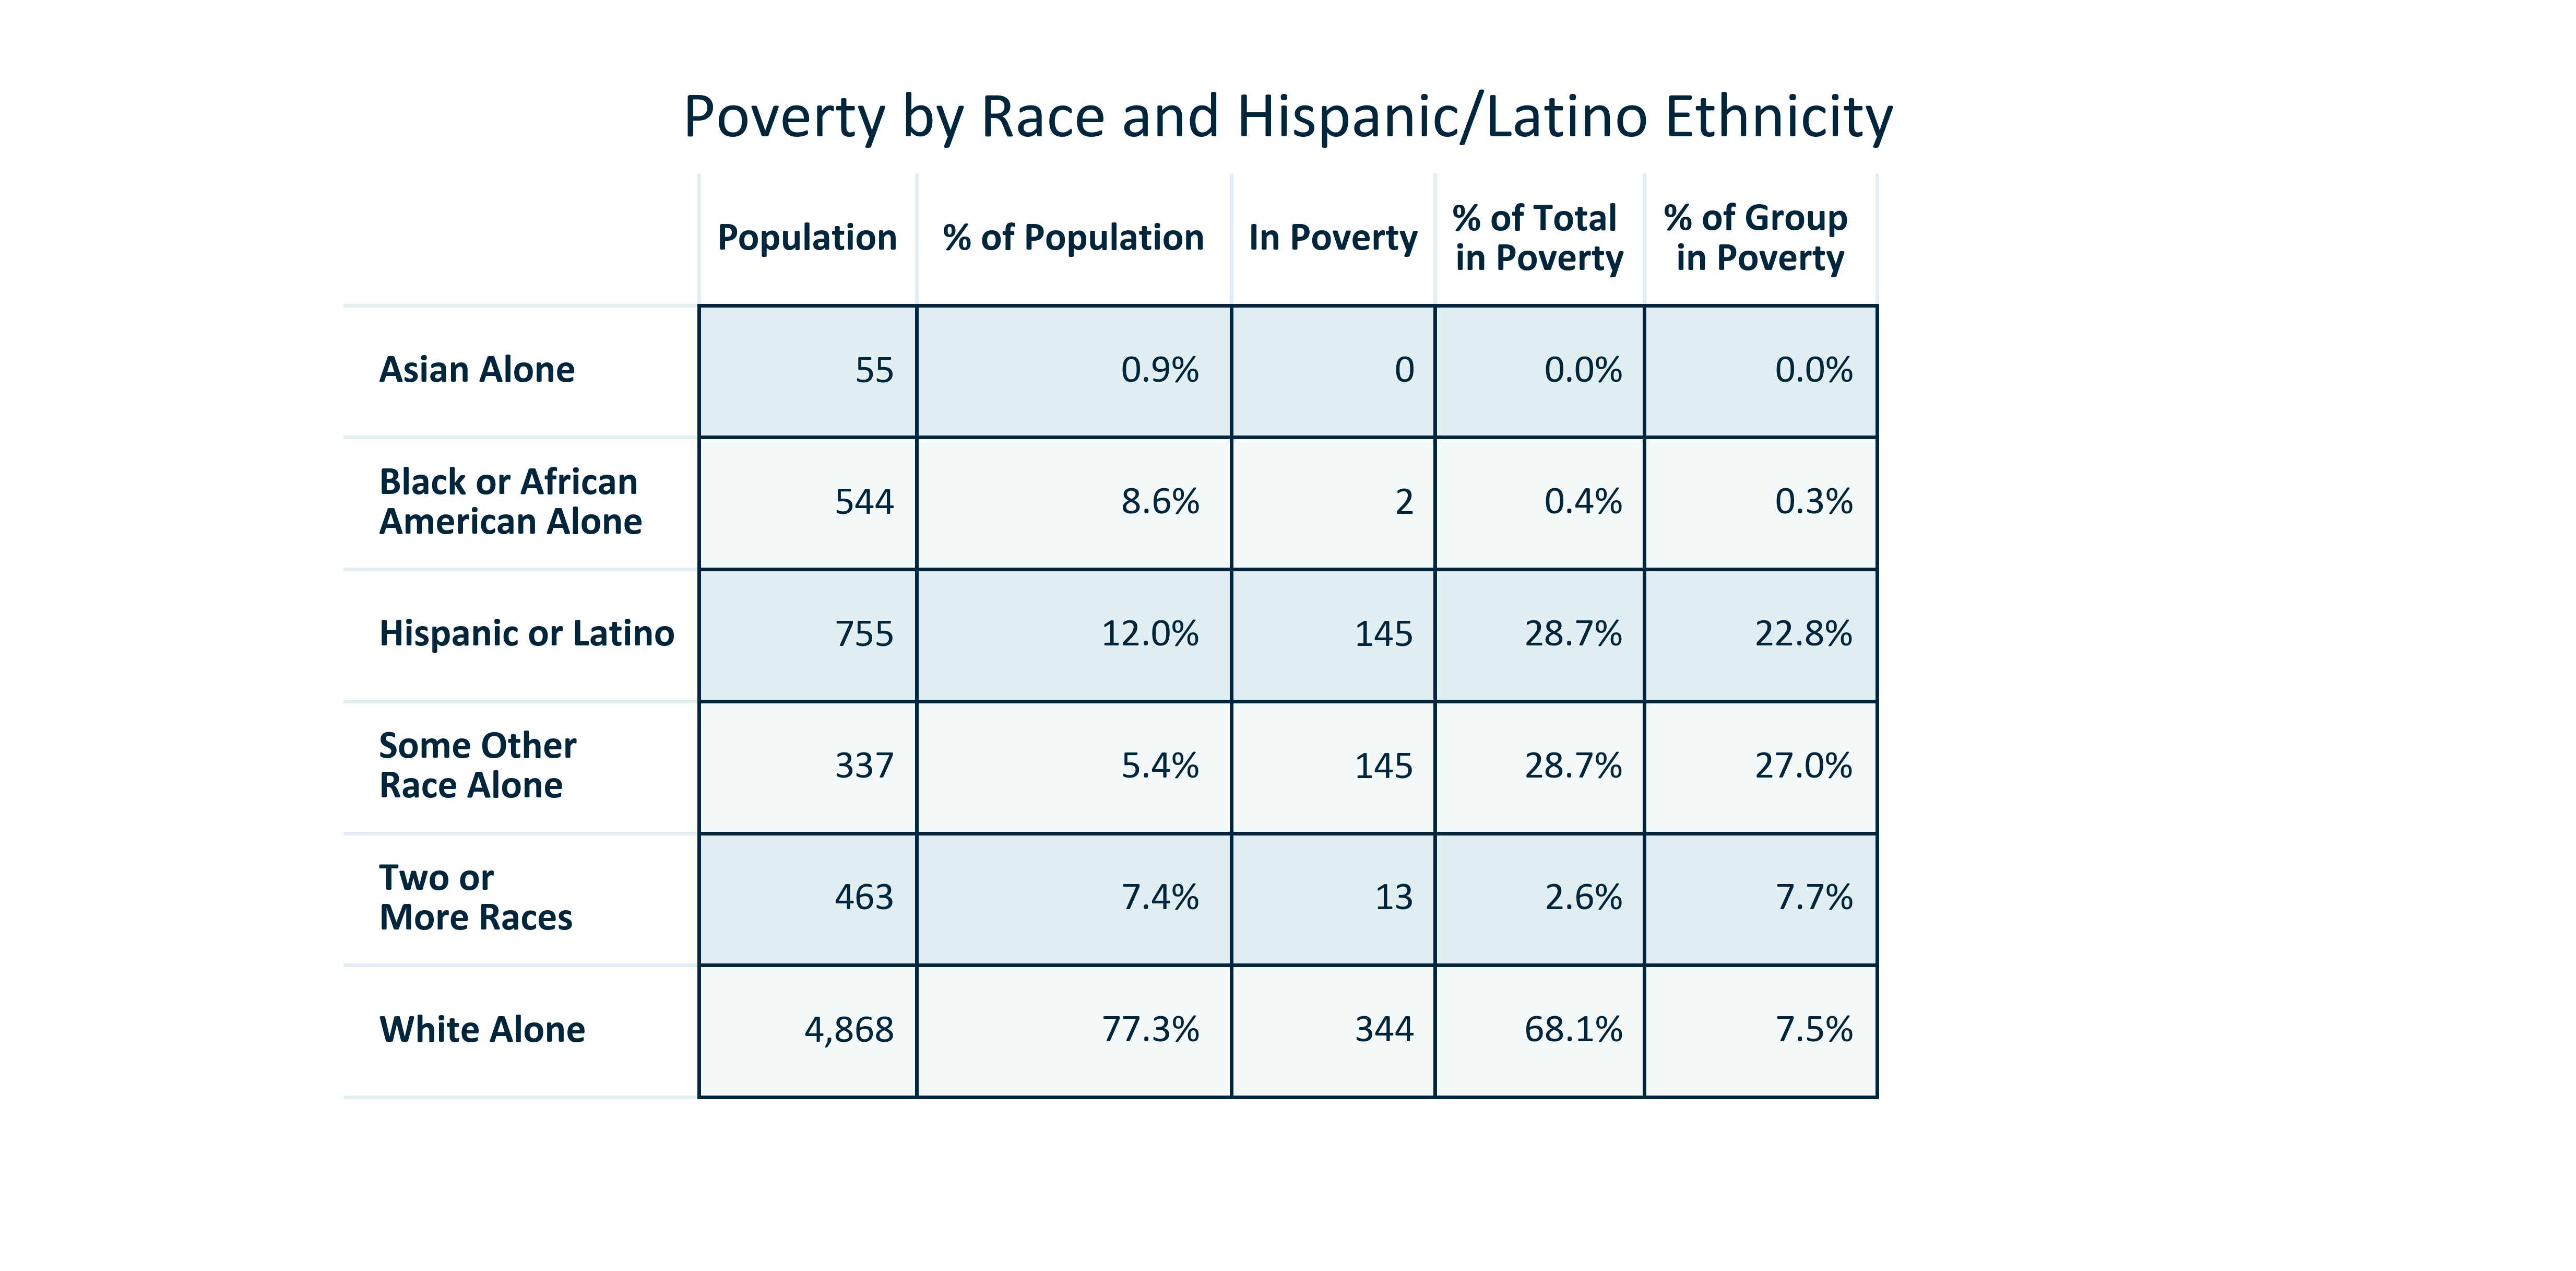 Poverty by Race and Hispanic/Latino Ethnicity
Population % of Population In Poverty % of Total in Poverty % of Group in Poverty
Asian Alone 55 0.9% 0 0.0% 0.0%
Black or African American Alone 544 8.6% 2 0.4% 0.3%
Hispanic or Latino 755 12.0% 145 28.7% 22.8%
Some Other Race Alone 337 5.4% 145 28.7% 27.0%
Two or More Races 463 7.4% 13 2.6% 7.7%
White Alone 4,868 77.3% 344 68.1% 7.5%